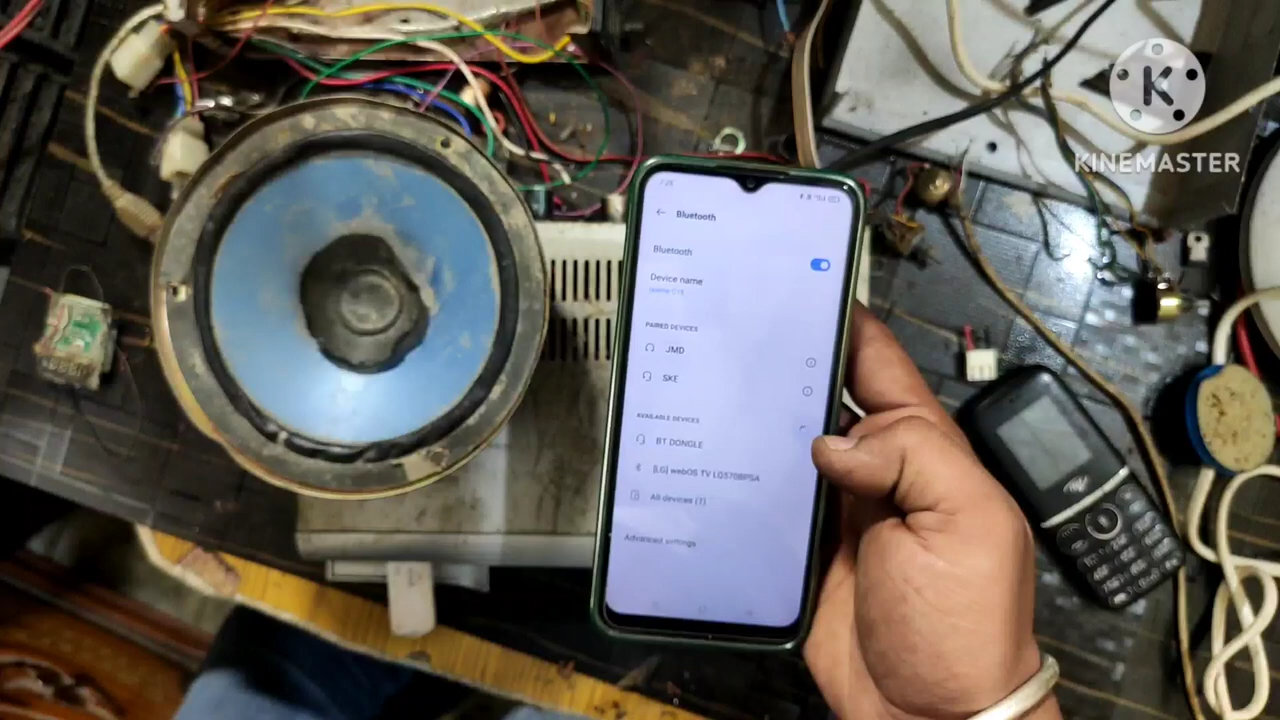 K
KINEMASTER
Bluetooth
Bluetooth
Device name
PAIRED DEVICES
JMD
SKE
AVAILABLE DEVICES
BT DONGLE
[LG] webOS TV
All devices (1)
Advanced settings